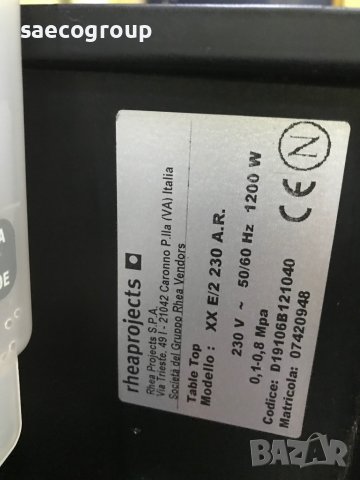 saecogroup
rheaprojects
Rhea Projects S.P.A.
Via Trieste, 49 I - 21042 Caronno P.lla (VA) Italia
Società del Gruppo Rhea Vendors
Table Top
Modello : XX E/2 230 A.R.
230 V ~ 50/60 Hz 1200 W
0,1-0,8 Mpa
Codice: D19106B121040
Matricola: 07420948
CE N
BAZAR